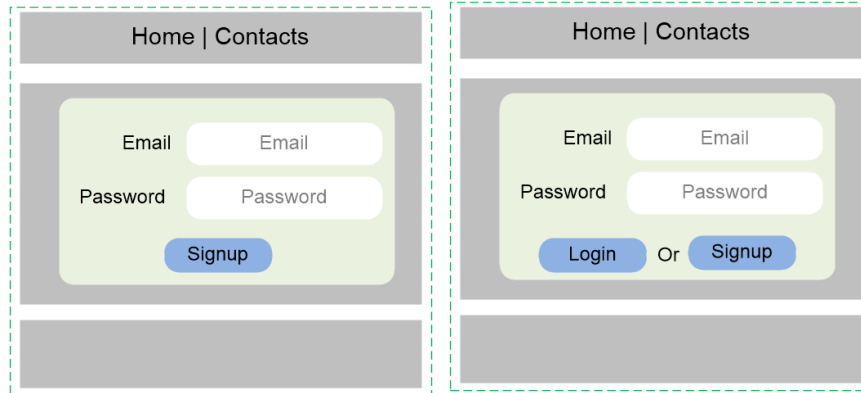 Home | Contacts
Email Email
Password Password
Signup
Home | Contacts
Email Email
Password Password
Login Or Signup